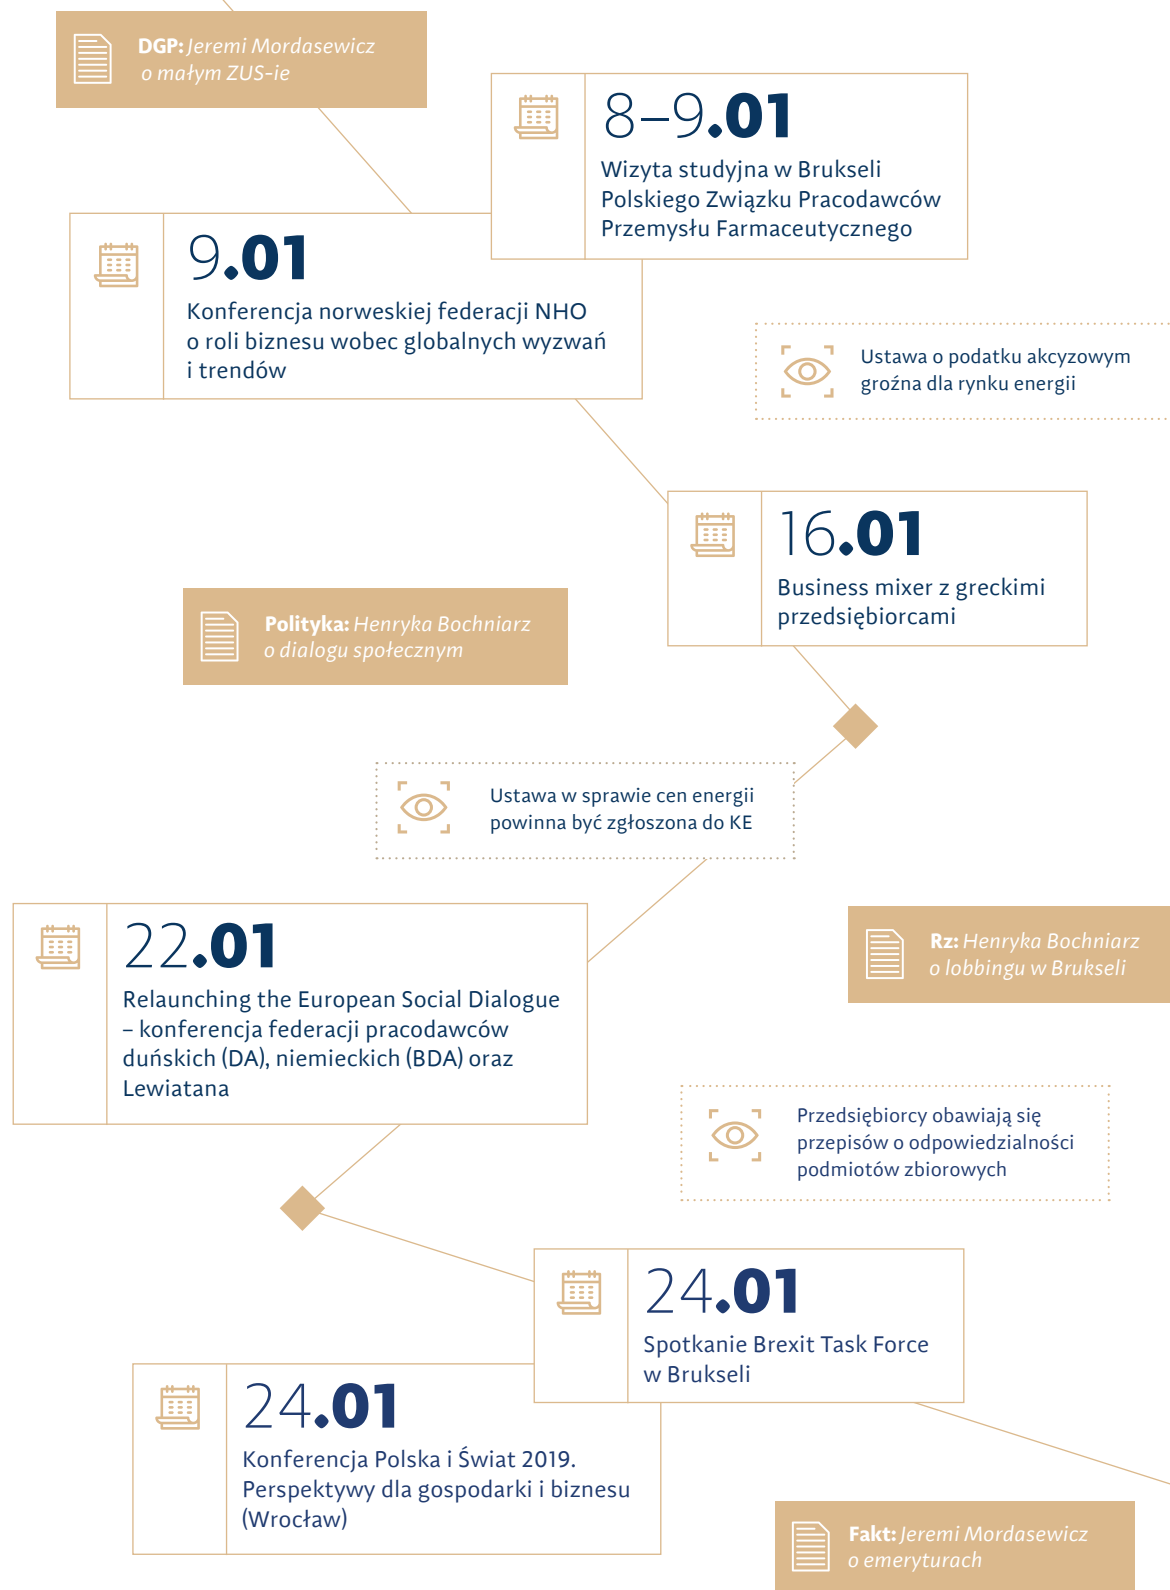 DGP: Jeremi Mordasewicz
o małym ZUS-ie
8–9.01
Wizyta studyjna w Brukseli
Polskiego Związku Pracodawców
Przemysłu Farmaceutycznego
9.01
Konferencja norweskiej federacji NHO
o roli biznesu wobec globalnych wyzwań
i trendów
Ustawa o podatku akcyzowym
groźna dla rynku energii
16.01
Business mixer z greckimi
przedsiębiorcami
Polityka: Henryka Bochniarz
o dialogu społecznym
Ustawa w sprawie cen energii
powinna być zgłoszona do KE
22.01
Relaunching the European Social Dialogue
– konferencja federacji pracodawców
duńskich (DA), niemieckich (BDA) oraz
Lewiatana
Rz: Henryka Bochniarz
o lobbingu w Brukseli
Przedsiębiorcy obawiają się
przepisów o odpowiedzialności
podmiotów zbiorowych
24.01
Spotkanie Brexit Task Force
w Brukseli
24.01
Konferencja Polska i Świat 2019.
Perspektywy dla gospodarki i biznesu
(Wrocław)
Fakt: Jeremi Mordasewicz
o emeryturach